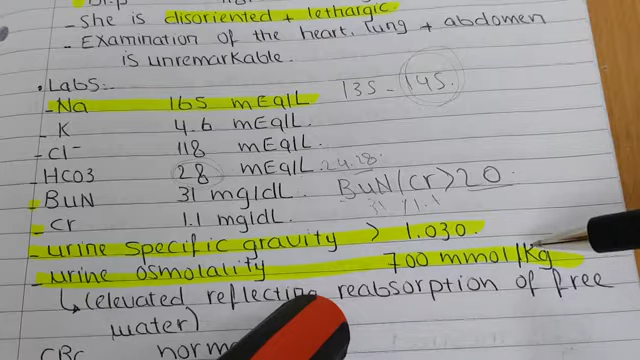 - She is disoriented + lethargic.
- Examination of the heart, lung + abdomen
is unremarkable.
• Labs:-
- Na 165 mEq/L 135 - 145.
- K 4.6 mEq/L.
- Cl⁻ 118 mEq/L.
- HCO3 28 mEq/L 24-28
- BUN 31 mg/dL BUN/Cr > 20.
- Cr 1.1 mg/dL 31 / 1.1
- urine specific gravity > 1.030.
- urine osmolality 700 mmol/Kg
↳ (elevated reflecting reabsorption of free
water)
CBC